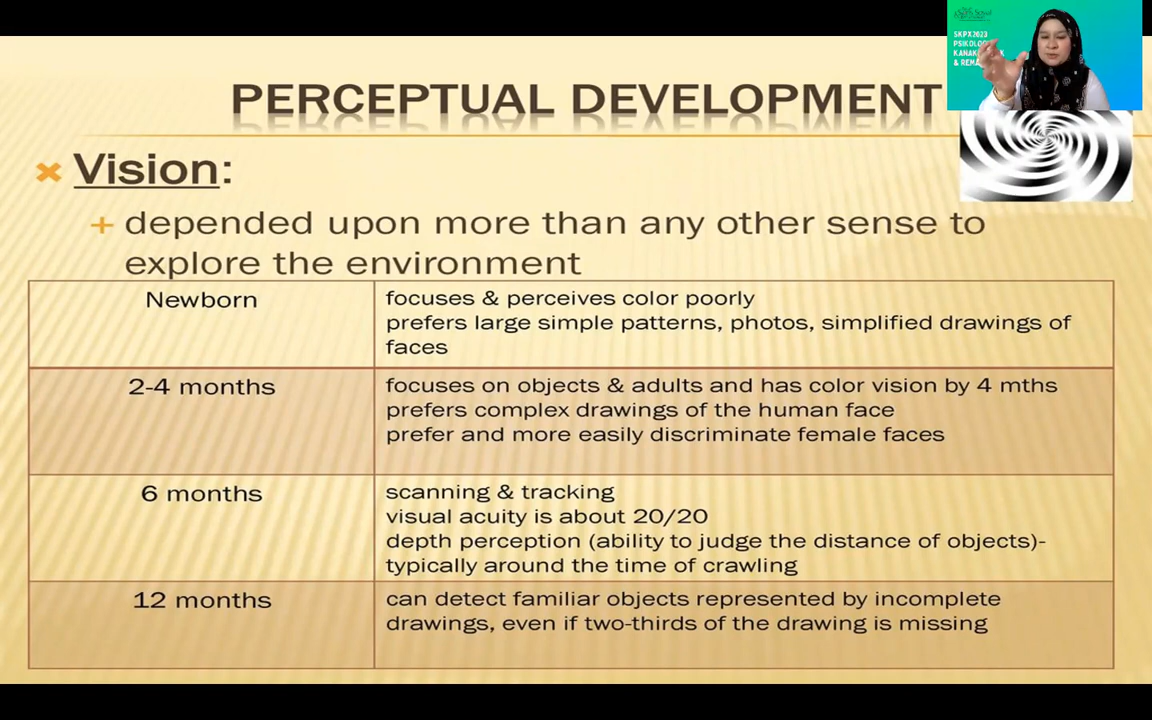 SKPX2023
PERCEPTUAL DEVELOPMENT
Vision:
depended upon more than any other sense to
explore the environment
Newborn
focuses & perceives color poorly
prefers large simple patterns, photos, simplified drawings of
faces
2-4 months
focuses on objects & adults and has color vision by 4 mths
prefers complex drawings of the human face
prefer and more easily discriminate female faces
6 months
scanning & tracking
visual acuity is about 20/20
depth perception (ability to judge the distance of objects)-
typically around the time of crawling
12 months
can detect familiar objects represented by incomplete
drawings, even if two-thirds of the drawing is missing